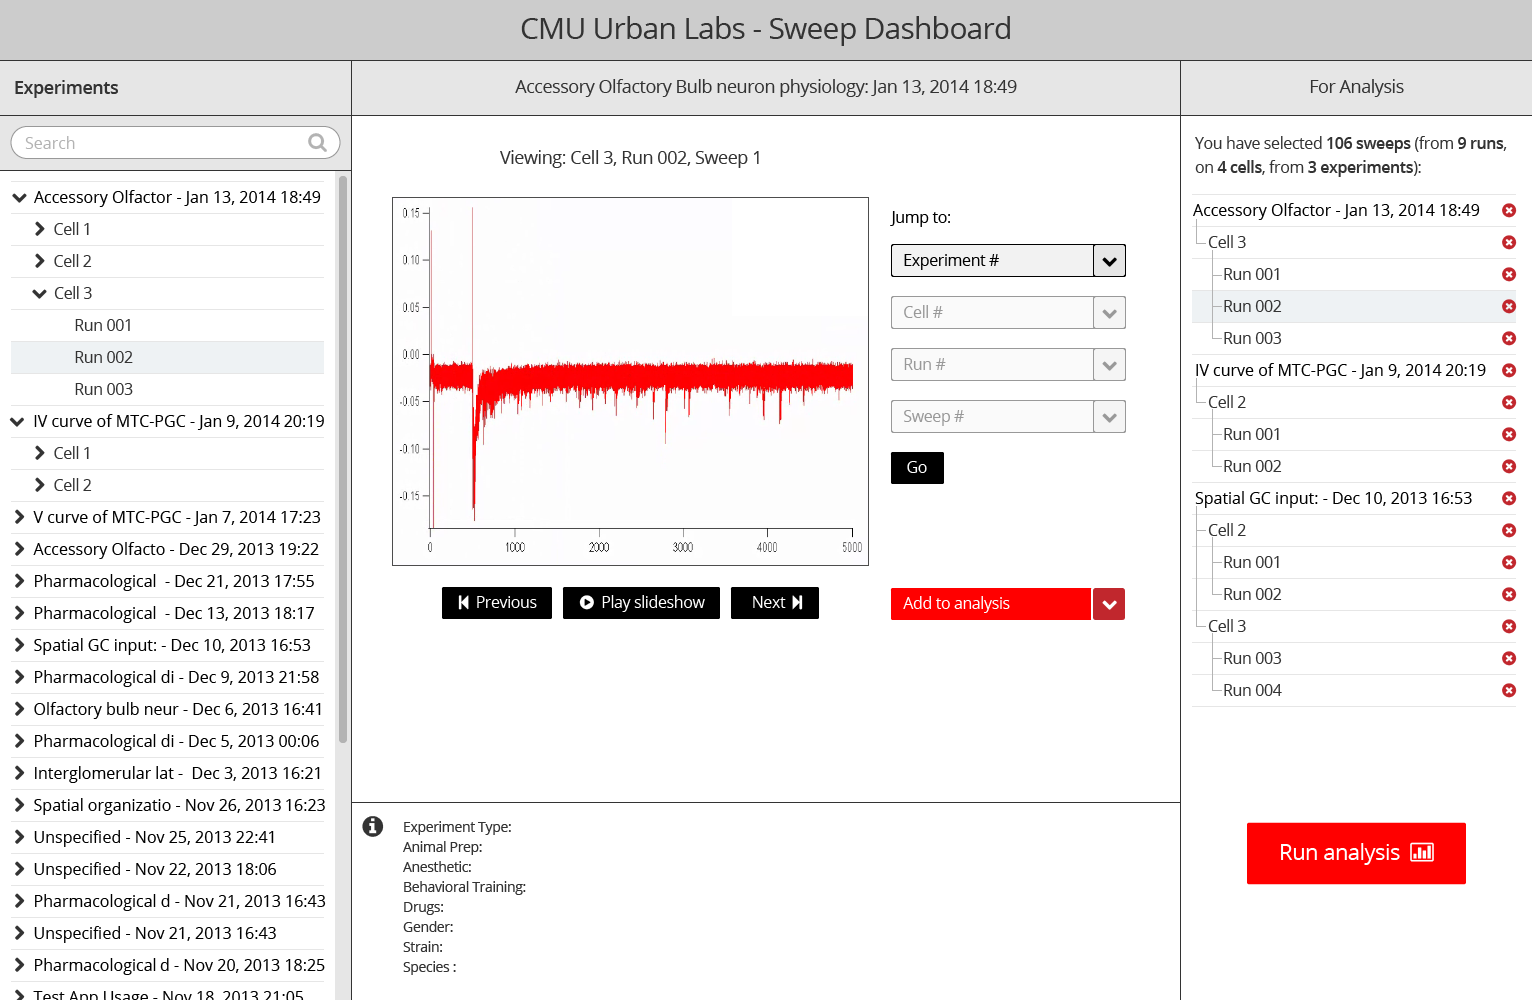 CMU Urban Labs - Sweep Dashboard
Experiments
Accessory Olfactory Bulb neuron physiology: Jan 13, 2014 18:49
For Analysis
Search
Accessory Olfactor - Jan 13, 2014 18:49
Cell 1
Cell 2
Cell 3
Run 001
Run 002
Run 003
IV curve of MTC-PGC - Jan 9, 2014 20:19
Cell 1
Cell 2
V curve of MTC-PGC - Jan 7, 2014 17:23
Accessory Olfacto - Dec 29, 2013 19:22
Pharmacological - Dec 21, 2013 17:55
Pharmacological - Dec 13, 2013 18:17
Spatial GC input: - Dec 10, 2013 16:53
Pharmacological di - Dec 9, 2013 21:58
Olfactory bulb neur - Dec 6, 2013 16:41
Pharmacological di - Dec 5, 2013 00:06
Interglomerular lat - Dec 3, 2013 16:21
Spatial organizatio - Nov 26, 2013 16:23
Unspecified - Nov 25, 2013 22:41
Unspecified - Nov 22, 2013 18:06
Pharmacological d - Nov 21, 2013 16:43
Unspecified - Nov 21, 2013 16:43
Pharmacological d - Nov 20, 2013 18:25
Test App Usage - Nov 18, 2013 21:05
Viewing: Cell 3, Run 002, Sweep 1
0.15
0.10
0.05
0.00
-0.05
-0.10
-0.15
0
1000
2000
3000
4000
5000
Previous
Play slideshow
Next
Jump to:
Experiment #
Cell #
Run #
Sweep #
Go
Add to analysis
Experiment Type:
Animal Prep:
Anesthetic:
Behavioral Training:
Drugs:
Gender:
Strain:
Species :
You have selected 106 sweeps (from 9 runs,
on 4 cells, from 3 experiments):
Accessory Olfactor - Jan 13, 2014 18:49
Cell 3
Run 001
Run 002
Run 003
IV curve of MTC-PGC - Jan 9, 2014 20:19
Cell 2
Run 001
Run 002
Spatial GC input: - Dec 10, 2013 16:53
Cell 2
Run 001
Run 002
Cell 3
Run 003
Run 004
Run analysis